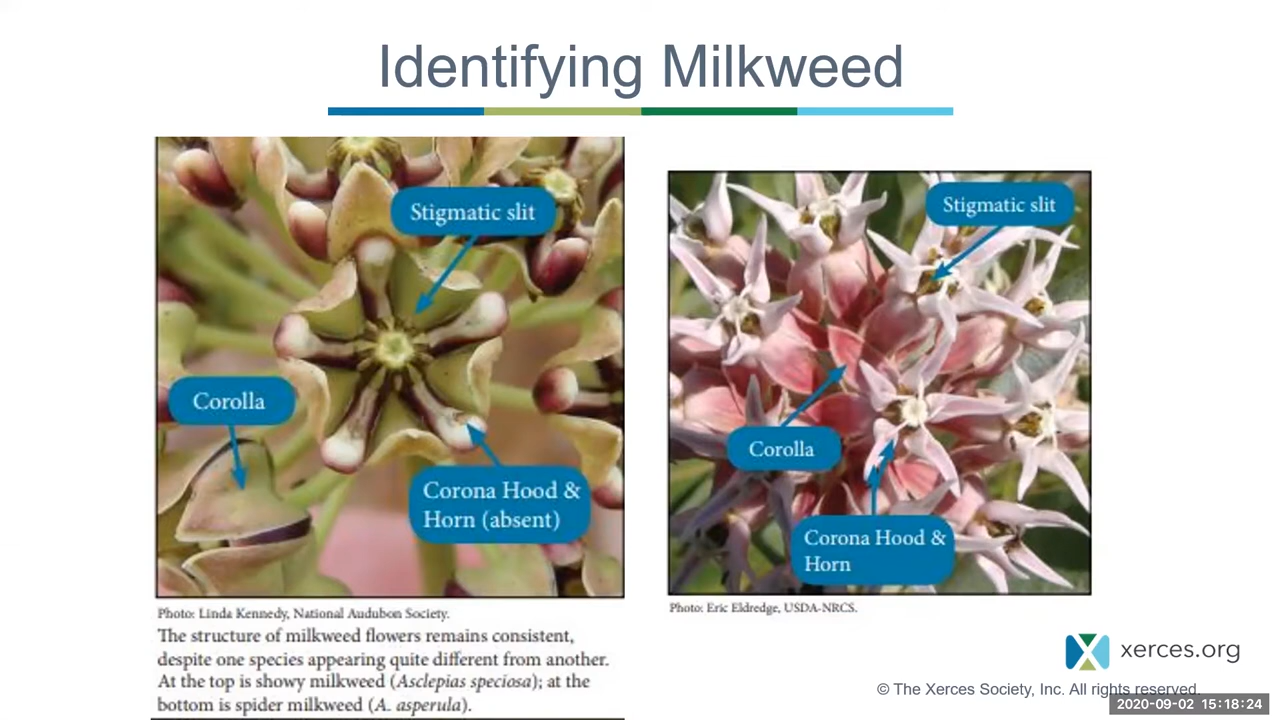 Identifying Milkweed
Stigmatic slit
Corolla
Corona Hood &
Horn (absent)
Photo: Linda Kennedy, National Audubon Society.
The structure of milkweed flowers remains consistent,
despite one species appearing quite different from another.
At the top is showy milkweed (Asclepias speciosa); at the
bottom is spider milkweed (A. asperula).
Stigmatic slit
Corolla
Corona Hood &
Horn
Photo: Eric Eldredge, USDA-NRCS.
xerces.org
© The Xerces Society, Inc. All rights reserved.
2020-09-02 15:18:24